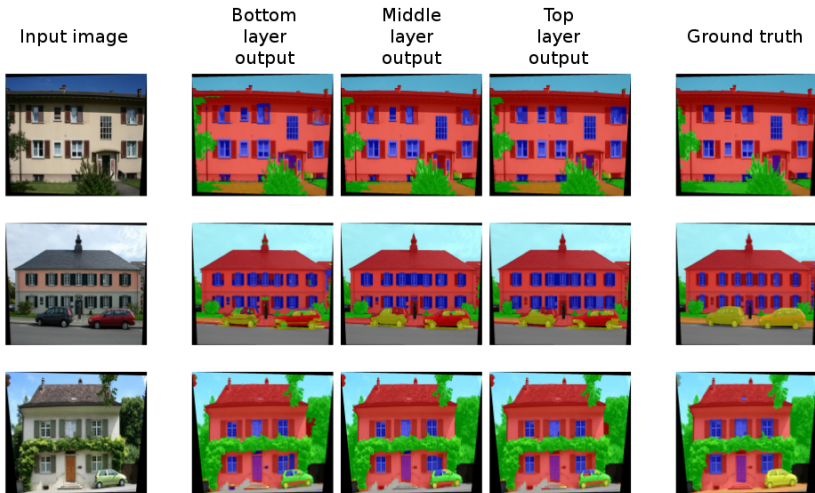 Input image
Bottom
layer
output
Middle
layer
output
Top
layer
output
Ground truth